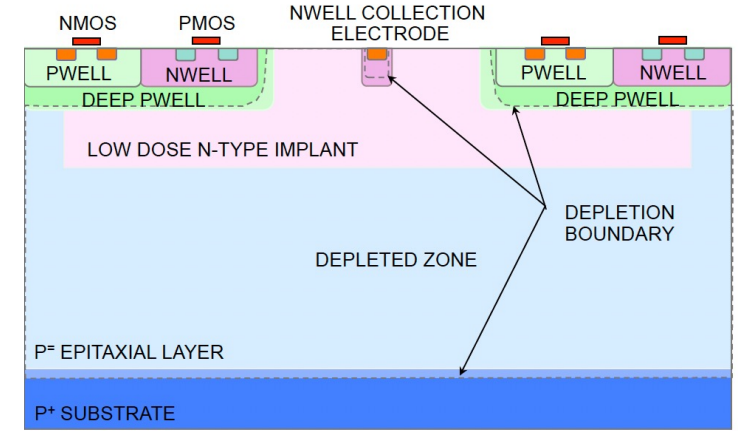 NMOS
PMOS
NWELL COLLECTION
ELECTRODE
PWELL
NWELL
PWELL
NWELL
DEEP PWELL
DEEP PWELL
LOW DOSE N-TYPE IMPLANT
DEPLETION
BOUNDARY
DEPLETED ZONE
P⁼ EPITAXIAL LAYER
P⁺ SUBSTRATE